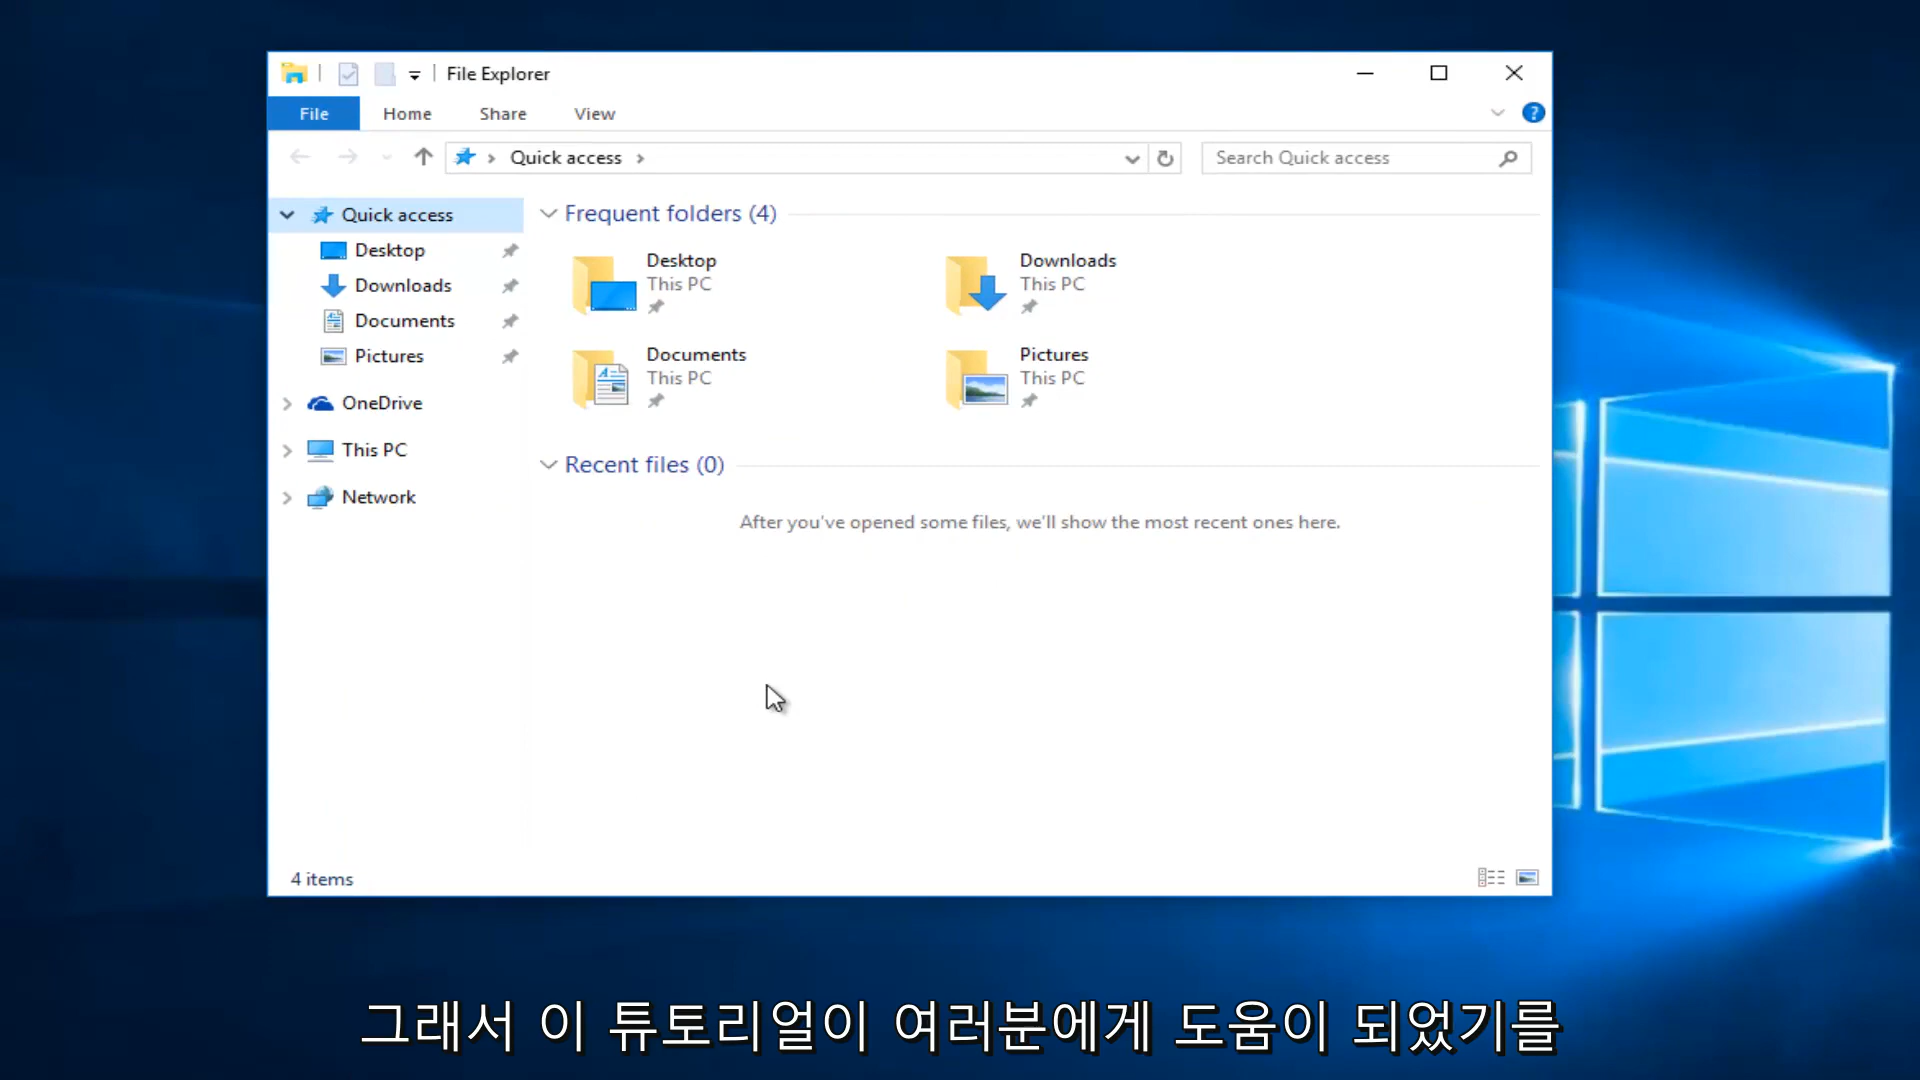 File Explorer
File Home Share View
?
Quick access
Search Quick access
Quick access
Desktop
Downloads
Documents
Pictures
OneDrive
This PC
Network
Frequent folders (4)
Desktop
This PC
Downloads
This PC
Documents
This PC
Pictures
This PC
Recent files (0)
After you've opened some files, we'll show the most recent ones here.
4 items
그래서 이 튜토리얼이 여러분에게 도움이 되었기를